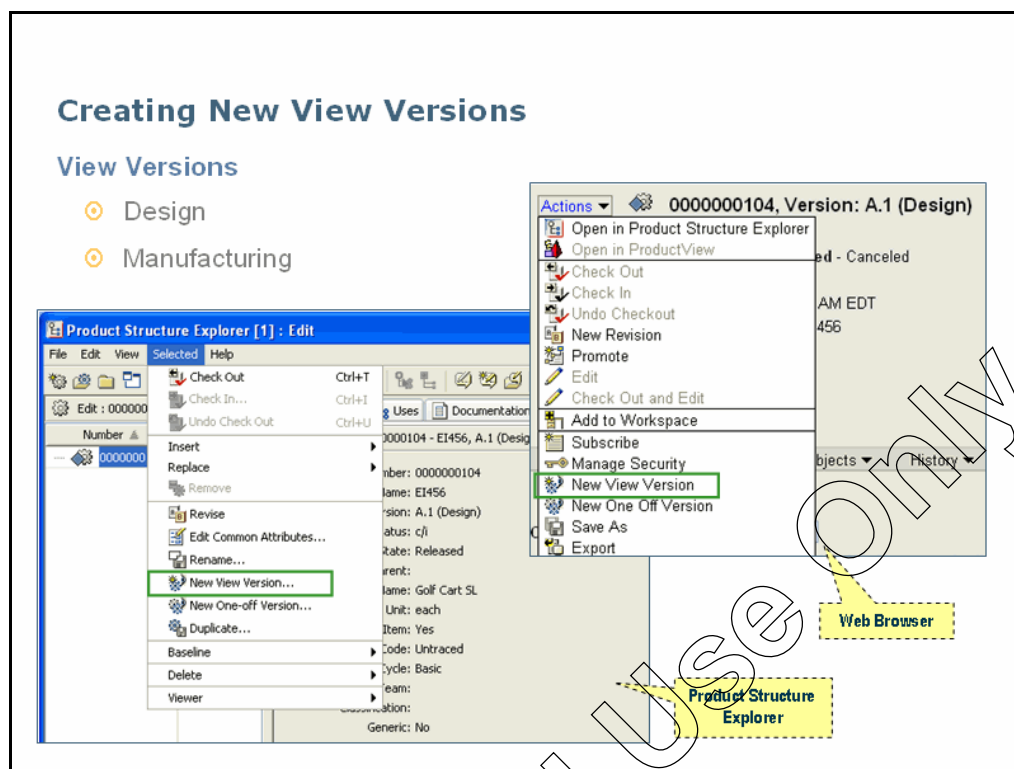 Creating New View Versions
View Versions
Design
Manufacturing
Actions 0000000104, Version: A.1 (Design)
Open in Product Structure Explorer
Open in ProductView
ed - Canceled
Check Out
Check In
AM EDT
Undo Checkout
456
New Revision
Promote
Edit
Check Out and Edit
Add to Workspace
Subscribe
Manage Security
bjects History
New View Version
New One Off Version
Save As
Export
Web Browser
Product Structure Explorer [1] : Edit
File Edit View Selected Help
Check Out Ctrl+T
Check In... Ctrl+I
Undo Check Out Ctrl+U
Insert
Replace
Remove
Revise
Edit Common Attributes...
Rename...
New View Version...
New One-off Version...
Duplicate...
Baseline
Delete
Viewer
Edit : 000000
Number
0000000
Uses Documentation
0000104 - EI456, A.1 (Desig
mber: 0000000104
lame: EI456
rsion: A.1 (Design)
atus: c/i
tate: Released
rent:
lame: Golf Cart SL
Unit: each
Item: Yes
Code: Untraced
ycle: Basic
eam:
Classification:
Generic: No
Product Structure
Explorer
Use Only